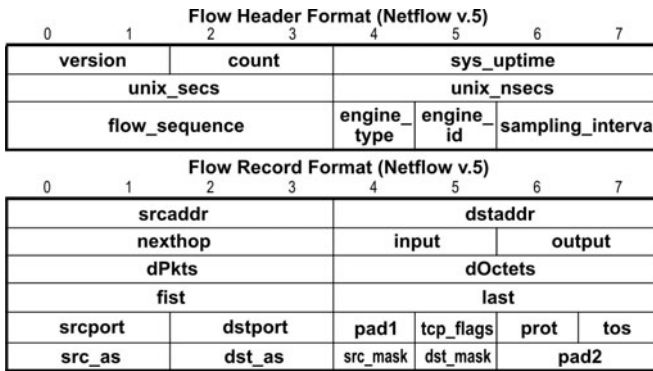 Flow Header Format (Netflow v.5)
0 1 2 3 4 5 6 7
version count sys_uptime
unix_secs unix_nsecs
flow_sequence engine_type engine_id sampling_interva
Flow Record Format (Netflow v.5)
0 1 2 3 4 5 6 7
srcaddr dstaddr
nexthop input output
dPkts dOctets
fist last
srcport dstport pad1 tcp_flags prot tos
src_as dst_as src_mask dst_mask pad2